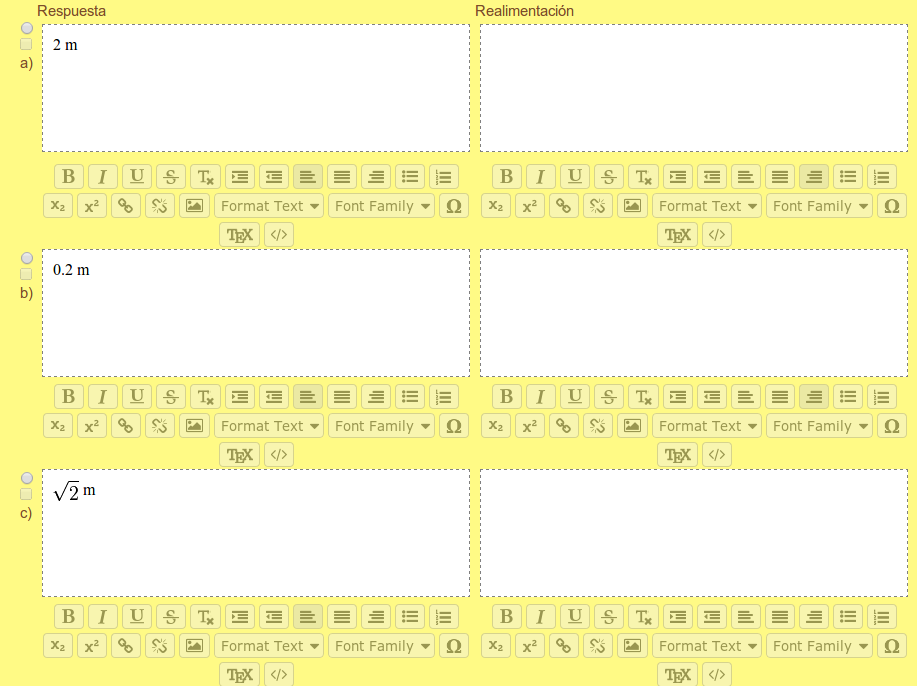 Respuesta Realimentación
a) 2 m
B I U S Tx B I U S Tx
x₂ x² Format Text Font Family Ω x₂ x² Format Text Font Family Ω
TEX </> TEX </>
b) 0.2 m
B I U S Tx B I U S Tx
x₂ x² Format Text Font Family Ω x₂ x² Format Text Font Family Ω
TEX </> TEX </>
c) √2 m
B I U S Tx B I U S Tx
x₂ x² Format Text Font Family Ω x₂ x² Format Text Font Family Ω
TEX </> TEX </>